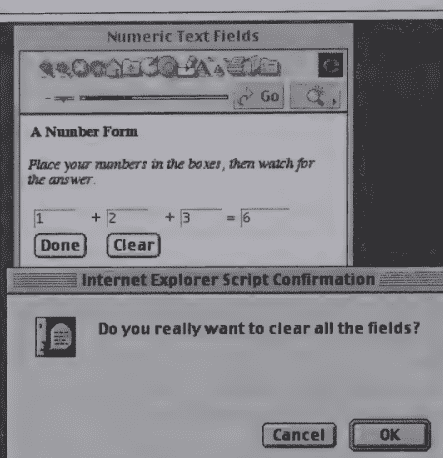 Numeric Text Fields
Go
A Number Form
Place your numbers in the boxes, then watch for
the answer.
1 + 2 + 3 = 6
Done Clear
Internet Explorer Script Confirmation
Do you really want to clear all the fields?
Cancel OK